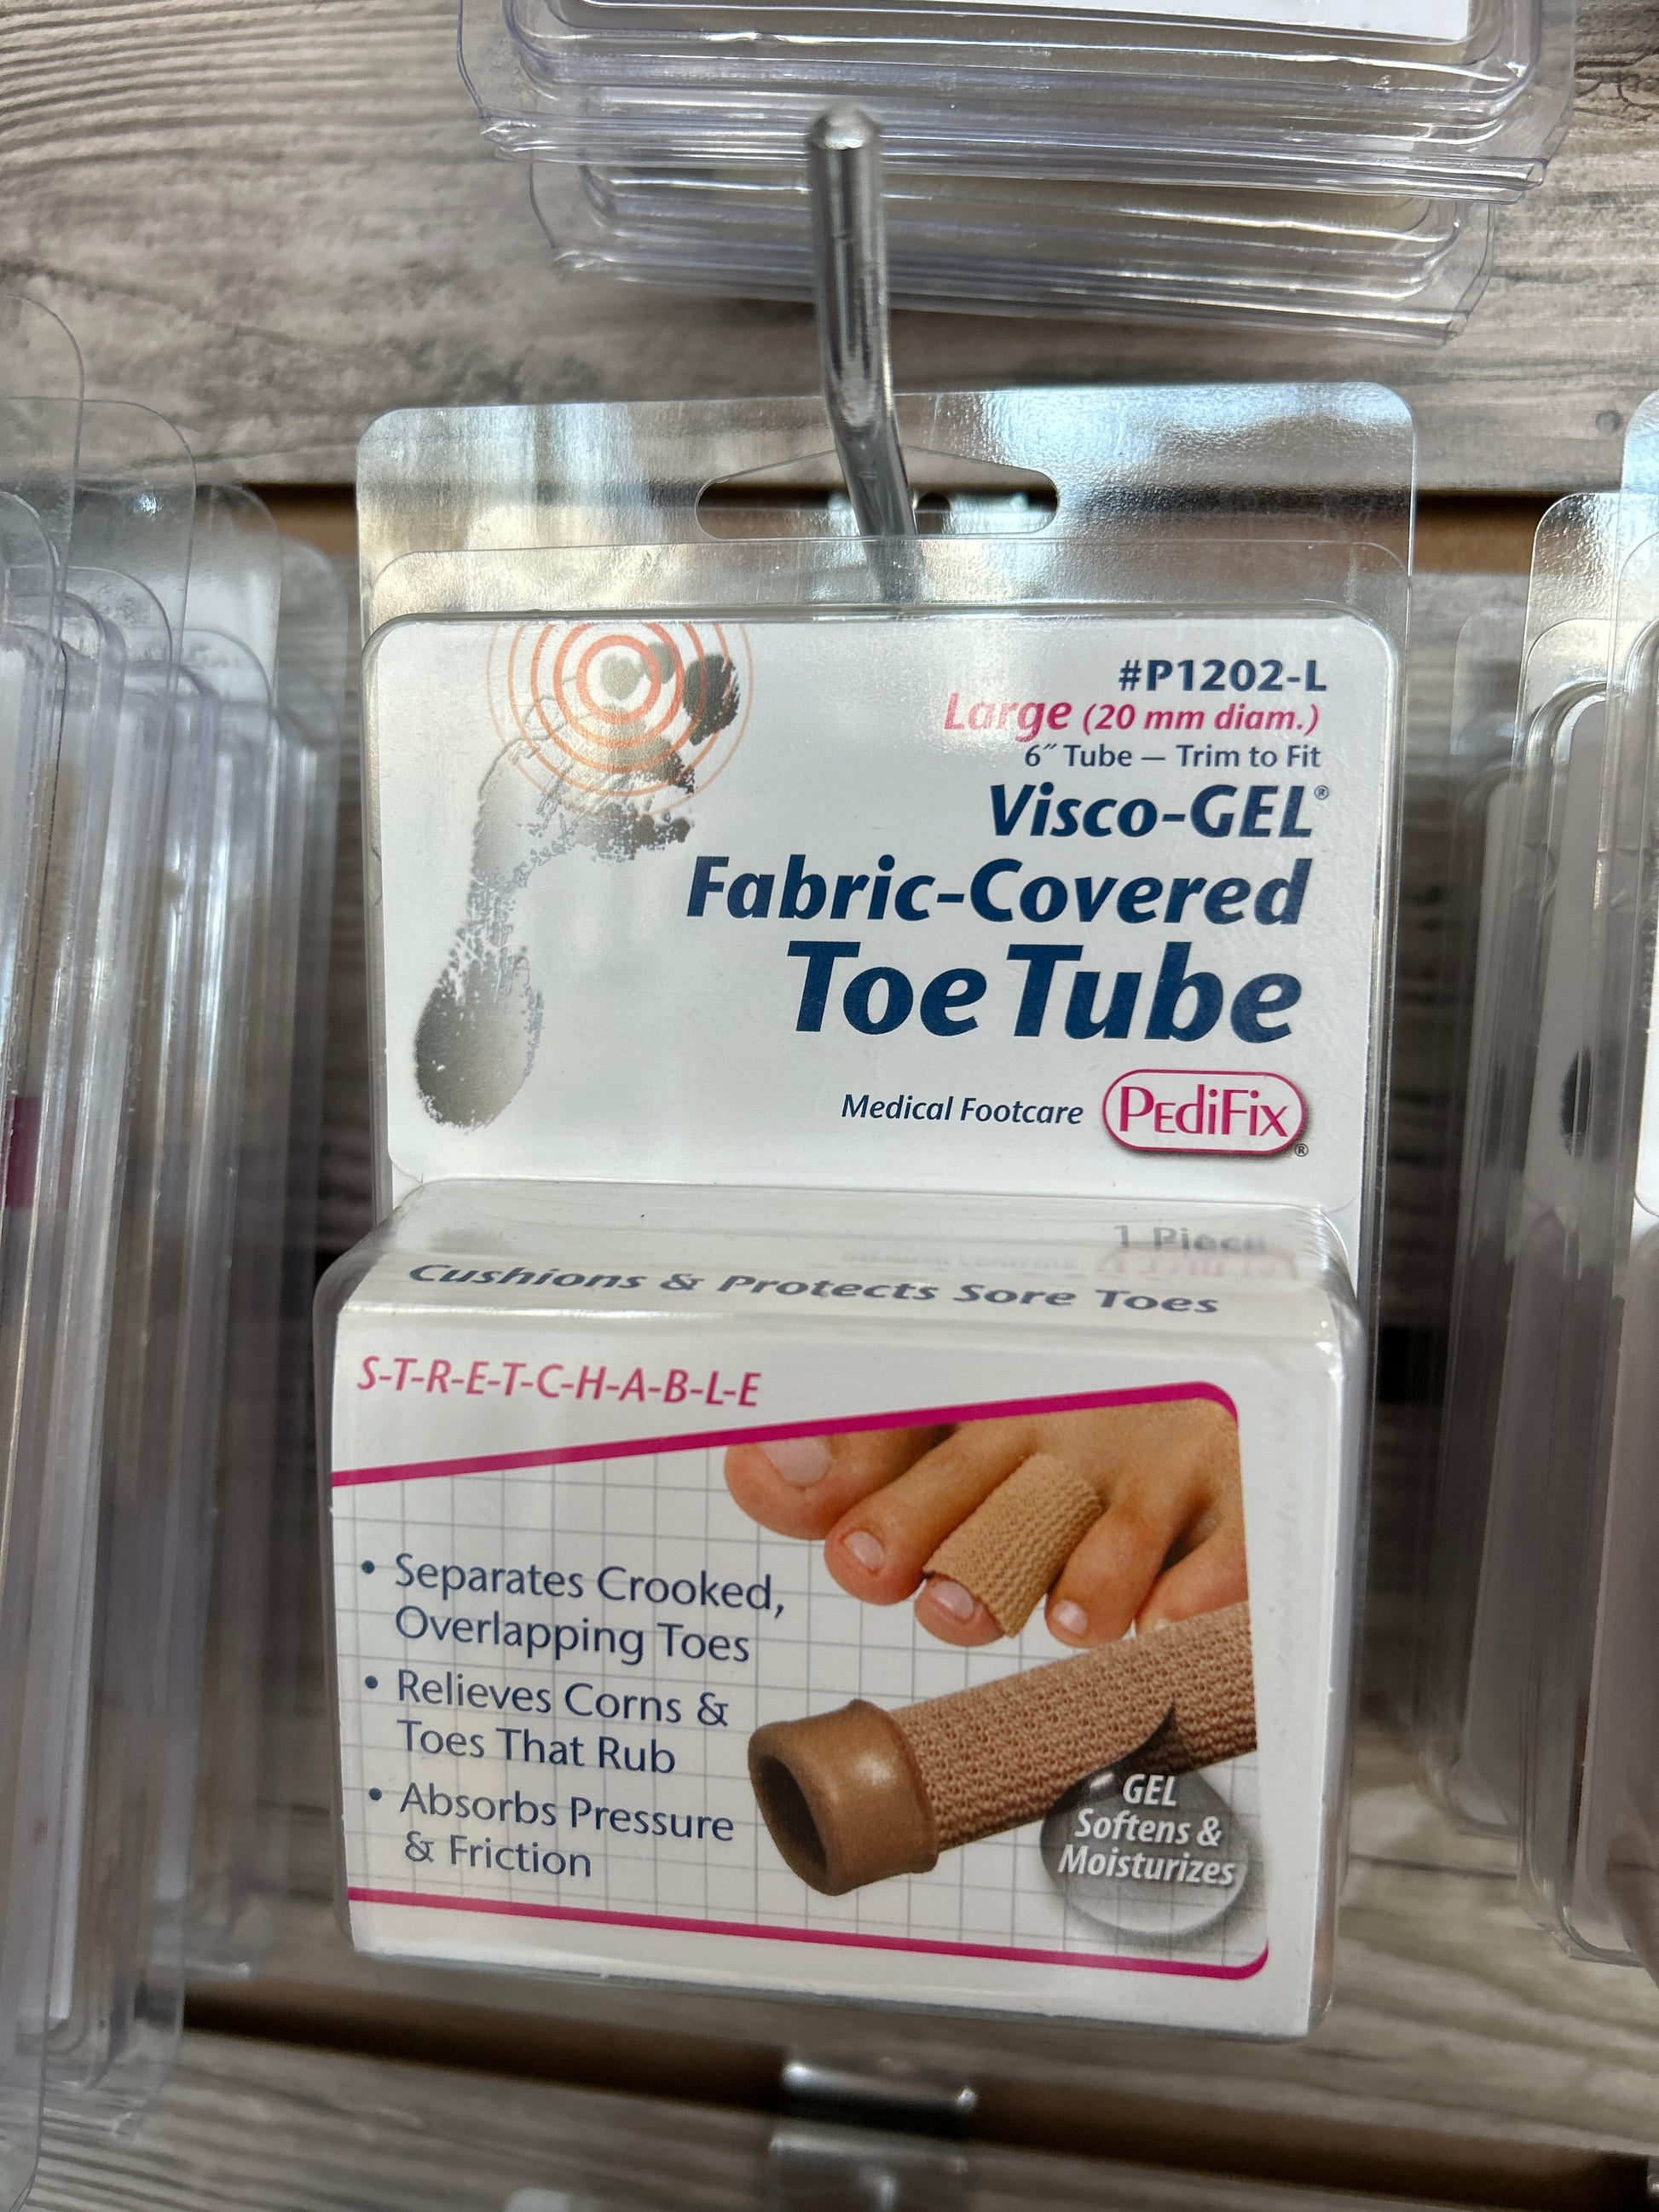 #P1202-L
Large (20 mm diam.)
6″ Tube — Trim to Fit
Visco-GEL®
Fabric-Covered
Toe Tube
Medical Footcare PEdiFix®
1 Piece
Cushions & Protects Sore Toes
S-T-R-E-T-C-H-A-B-L-E
• Separates Crooked,
Overlapping Toes
• Relieves Corns &
Toes That Rub
• Absorbs Pressure
& Friction
GEL
Softens &
Moisturizes